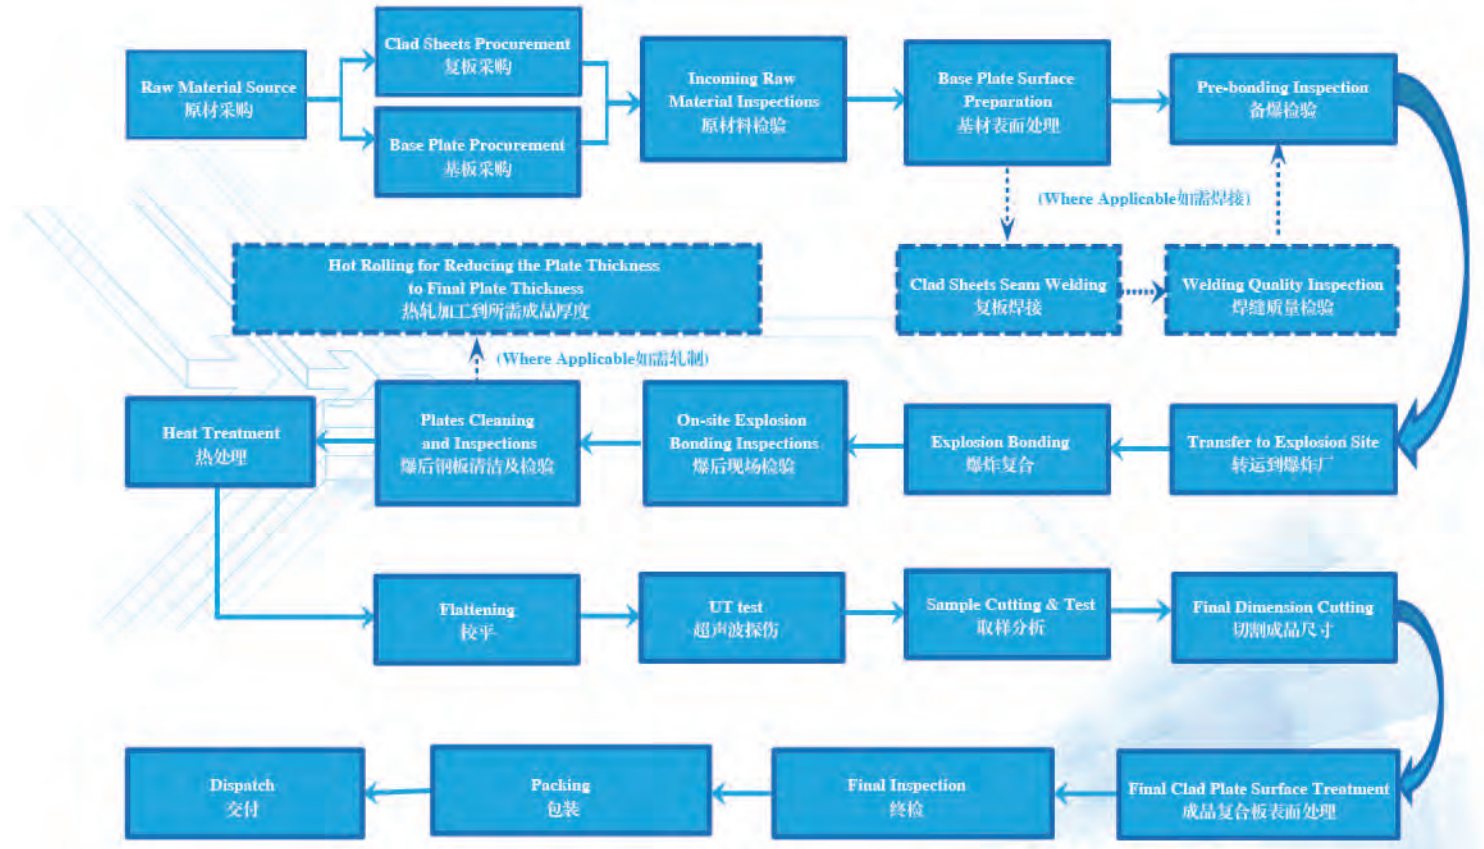 Raw Material Source
原材采购
Clad Sheets Procurement
复板采购
Base Plate Procurement
基板采购
Incoming Raw
Material Inspections
原材料检验
Base Plate Surface
Preparation
基材表面处理
Pre-bonding Inspection
备爆检验
(Where Applicable如需焊接)
Clad Sheets Seam Welding
复板焊接
Welding Quality Inspection
焊缝质量检验
Hot Rolling for Reducing the Plate Thickness
to Final Plate Thickness
热轧加工到所需成品厚度
(Where Applicable如需轧制)
Transfer to Explosion Site
转运到爆炸厂
Explosion Bonding
爆炸复合
On-site Explosion
Bonding Inspections
爆后现场检验
Plates Cleaning
and Inspections
爆后钢板清洁及检验
Heat Treatment
热处理
Flattening
校平
UT test
超声波探伤
Sample Cutting & Test
取样分析
Final Dimension Cutting
切割成品尺寸
Final Clad Plate Surface Treatment
成品复合板表面处理
Final Inspection
终检
Packing
包装
Dispatch
交付